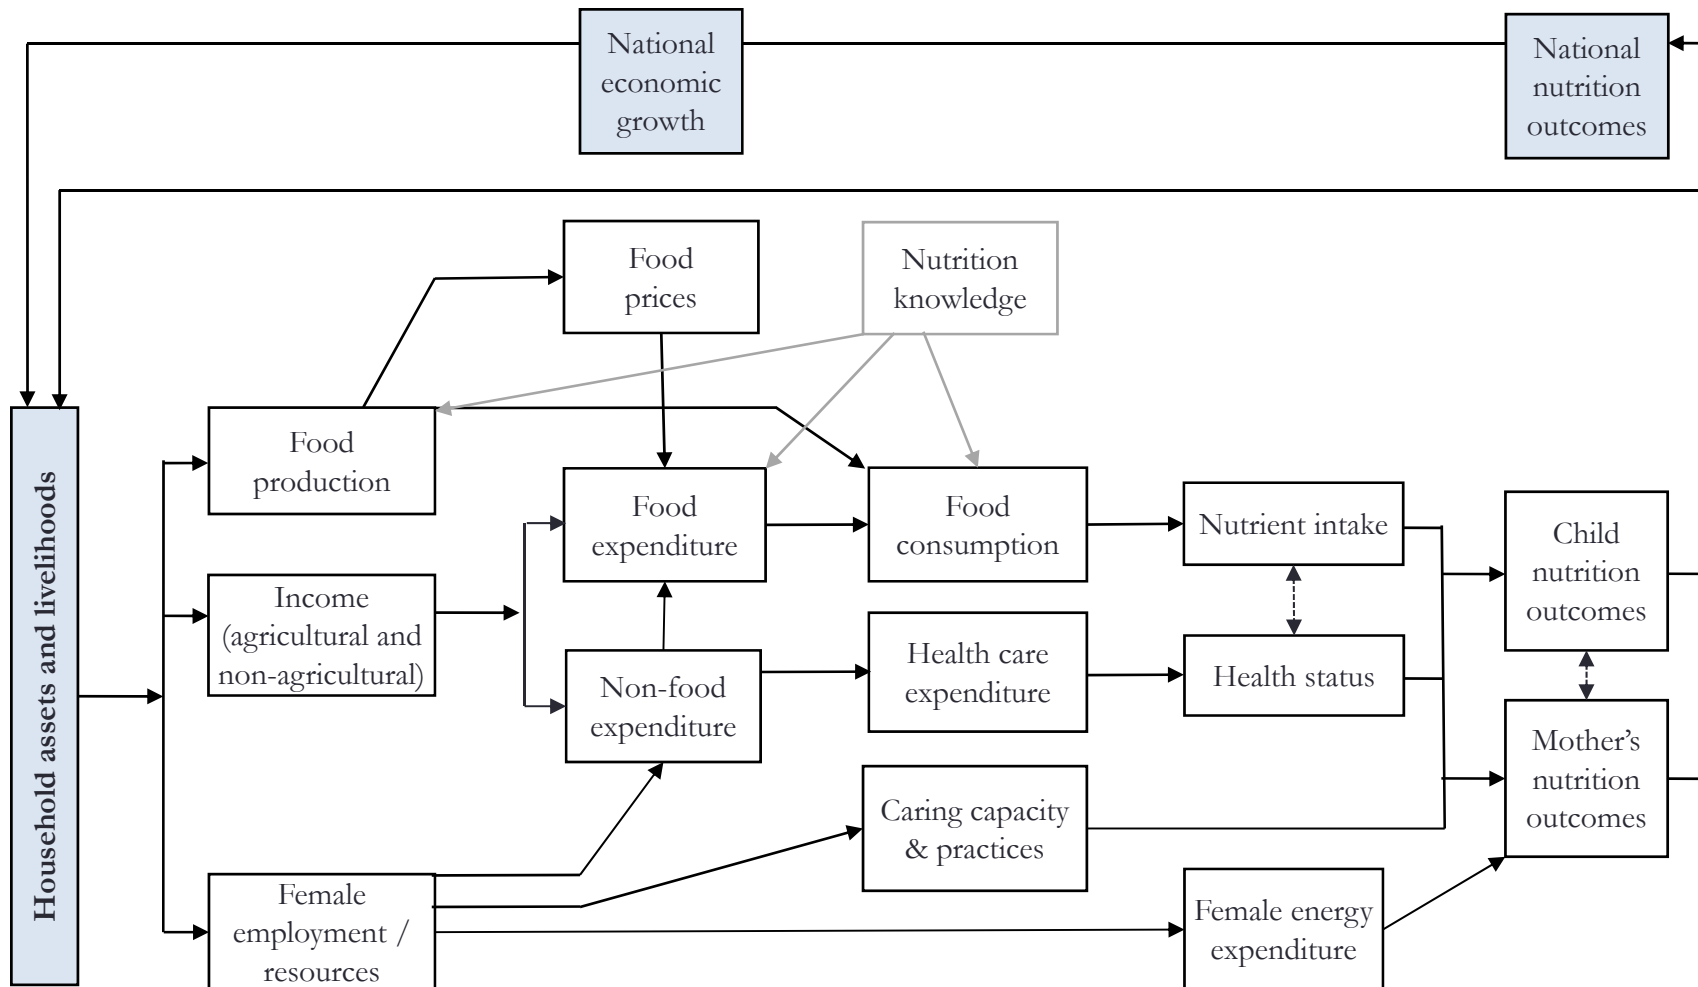 National
economic
growth
National
nutrition
outcomes
Food
prices
Nutrition
knowledge
Household assets and livelihoods
Food
production
Food
expenditure
Food
consumption
Nutrient intake
Child
nutrition
outcomes
Income
(agricultural and
non-agricultural)
Non-food
expenditure
Health care
expenditure
Health status
Mother’s
nutrition
outcomes
Caring capacity
& practices
Female
employment /
resources
Female energy
expenditure